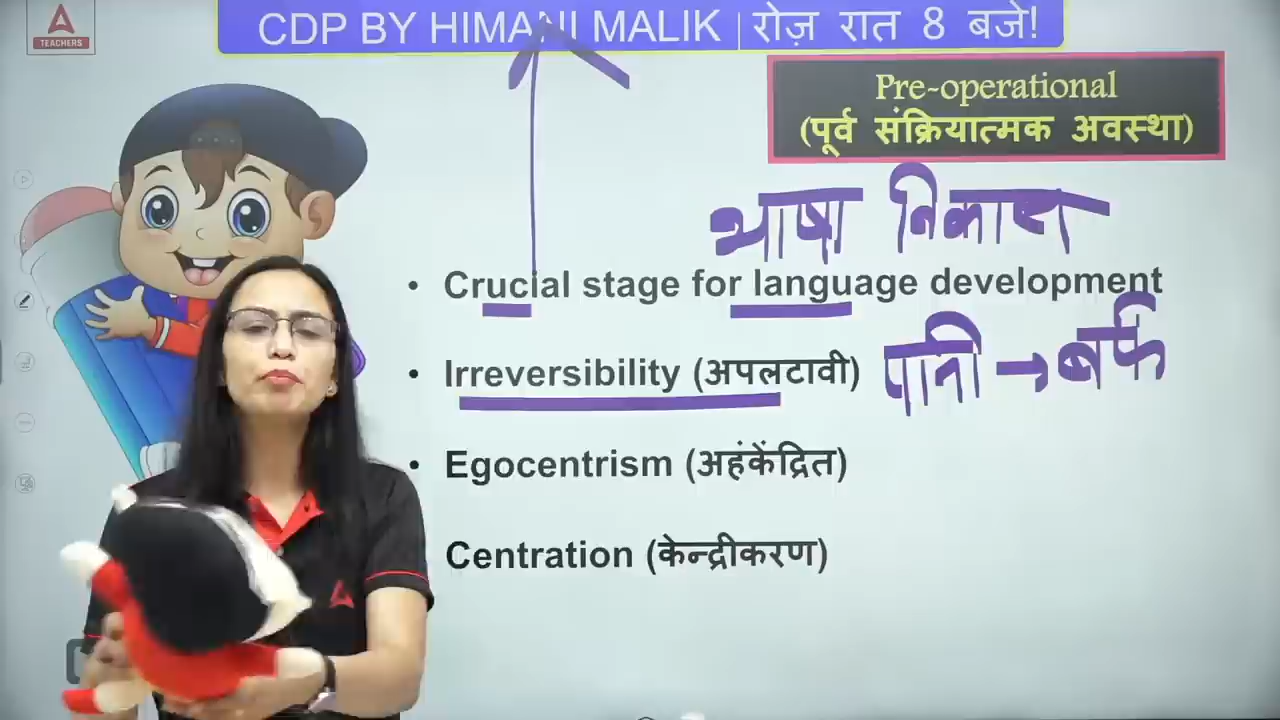 CDP BY HIMANI MALIK | रोज़ रात 8 बजे!
TEACHERS
Pre-operational
(पूर्व संक्रियात्मक अवस्था)
भाषा विकास
• Crucial stage for language development
• Irreversibility (अपलटावी) पानी → बर्फ
• Egocentrism (अहंकेंद्रित)
Centration (केन्द्रीकरण)